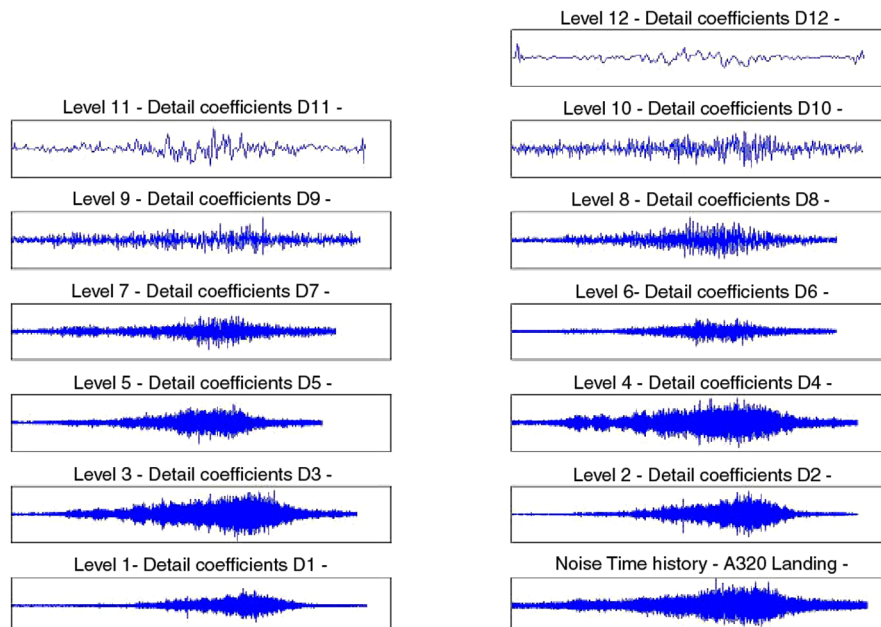 Level 12 - Detail coefficients D12 -
Level 11 - Detail coefficients D11 -
Level 10 - Detail coefficients D10 -
Level 9 - Detail coefficients D9 -
Level 8 - Detail coefficients D8 -
Level 7 - Detail coefficients D7 -
Level 6- Detail coefficients D6 -
Level 5 - Detail coefficients D5 -
Level 4 - Detail coefficients D4 -
Level 3 - Detail coefficients D3 -
Level 2 - Detail coefficients D2 -
Level 1- Detail coefficients D1 -
Noise Time history - A320 Landing -